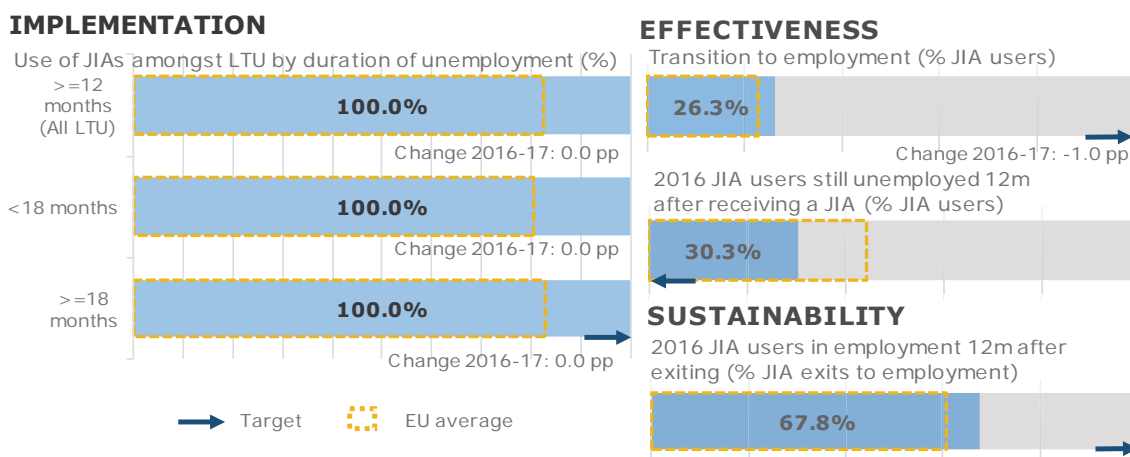 IMPLEMENTATION
Use of JIAs amongst LTU by duration of unemployment (%)
>=12
months
(All LTU)
100.0%
Change 2016-17: 0.0 pp
<18 months
100.0%
Change 2016-17: 0.0 pp
>=18
months
100.0%
Change 2016-17: 0.0 pp
Target
EU average
EFFECTIVENESS
Transition to employment (% JIA users)
26.3%
Change 2016-17: -1.0 pp
2016 JIA users still unemployed 12m
after receiving a JIA (% JIA users)
30.3%
SUSTAINABILITY
2016 JIA users in employment 12m after
exiting (% JIA exits to employment)
67.8%